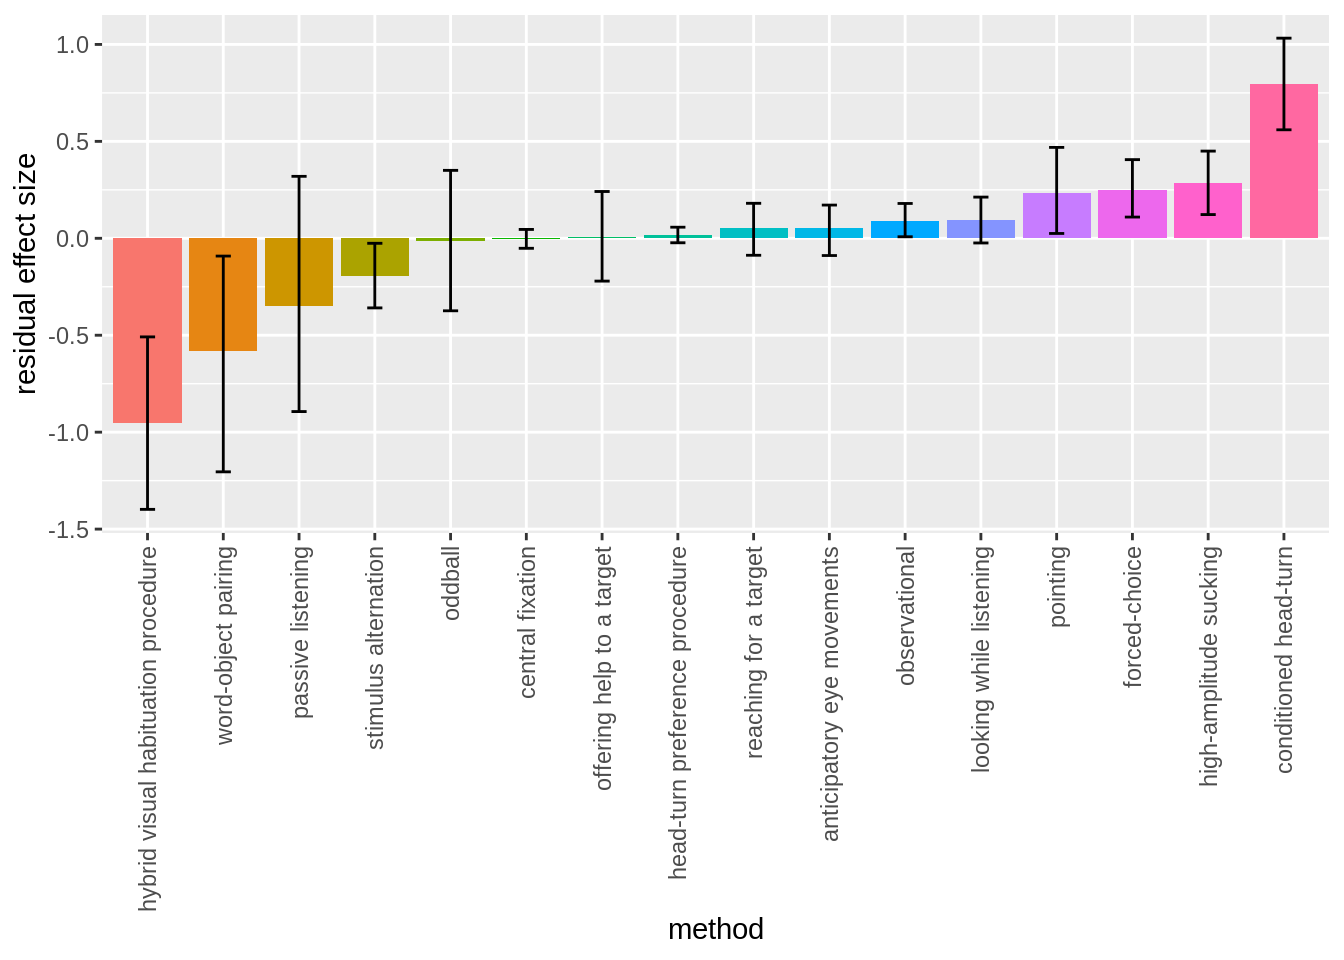 1.0
0.5
0.0
-0.5
-1.0
-1.5
residual effect size
hybrid visual habituation procedure
word-object pairing
passive listening
stimulus alternation
oddball
central fixation
offering help to a target
head-turn preference procedure
reaching for a target
anticipatory eye movements
observational
looking while listening
pointing
forced-choice
high-amplitude sucking
conditioned head-turn
method